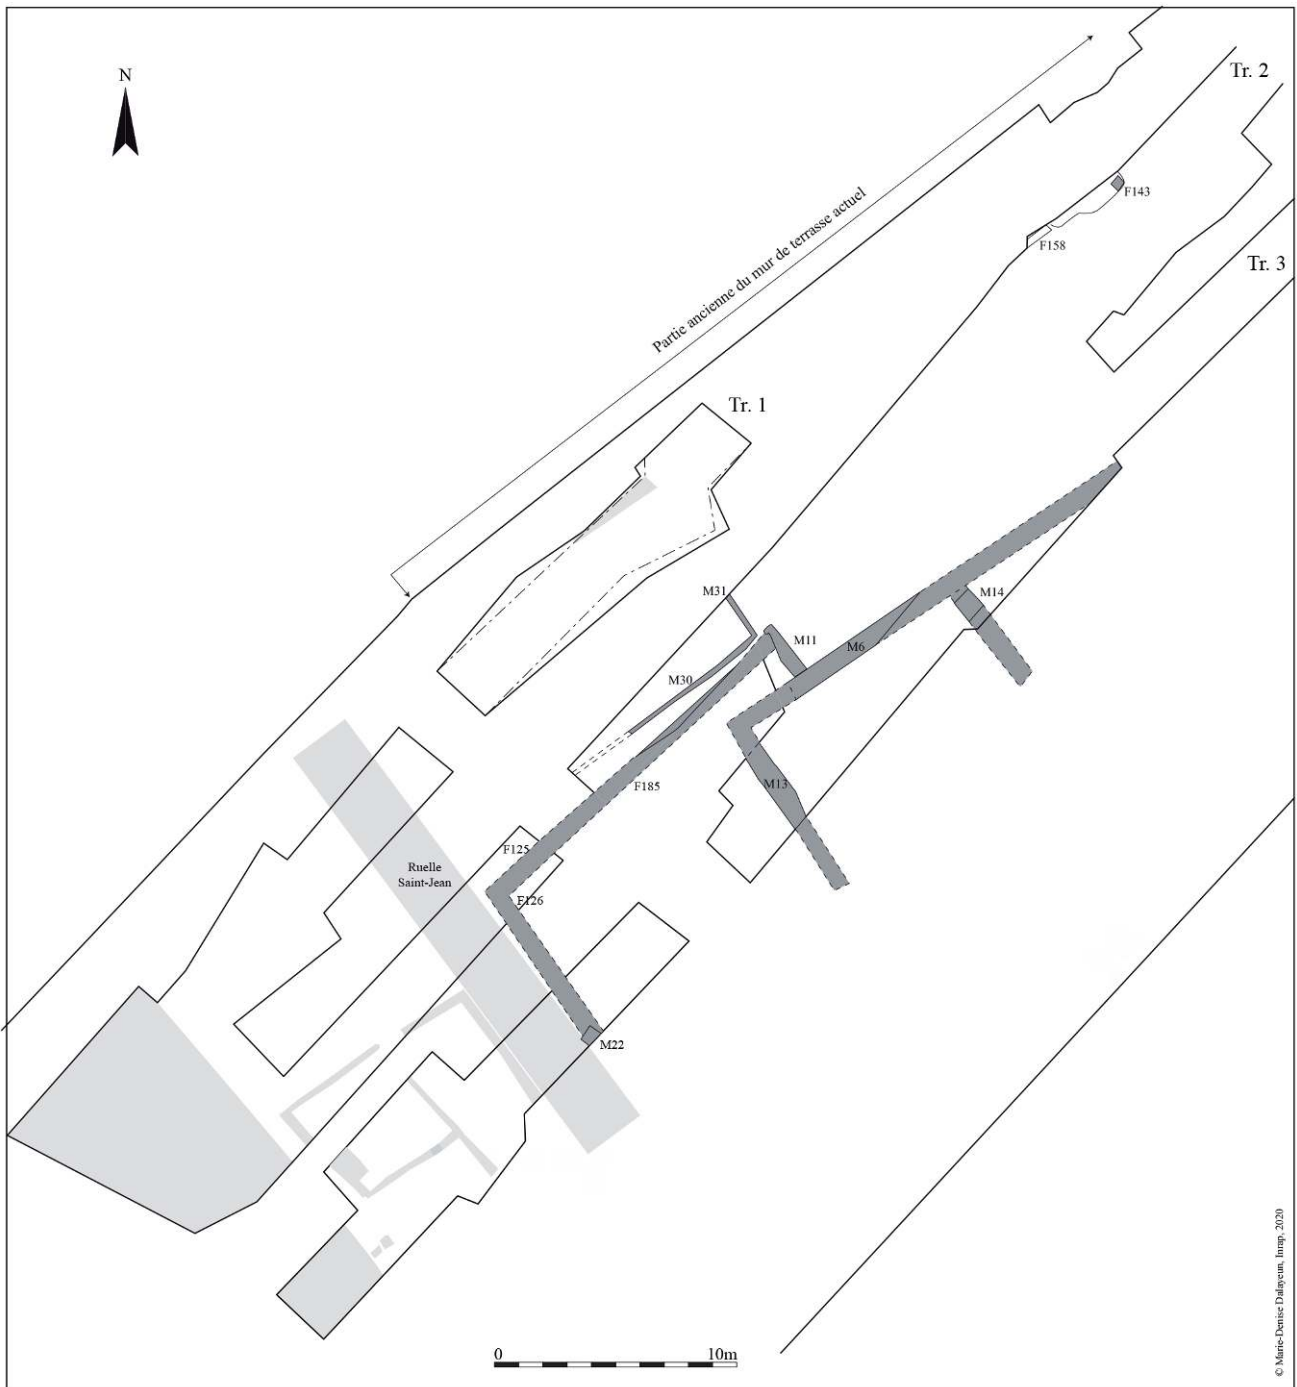 N
Tr. 2
F143
F158
Tr. 3
Partie ancienne du mur de terrasse actuel
Tr. 1
M31
M14
M11
M6
M30
F185
M13
F125
Ruelle
Saint-Jean
F126
M22
0 10m
© Marie-Denise Dalayeun, Inrap, 2020